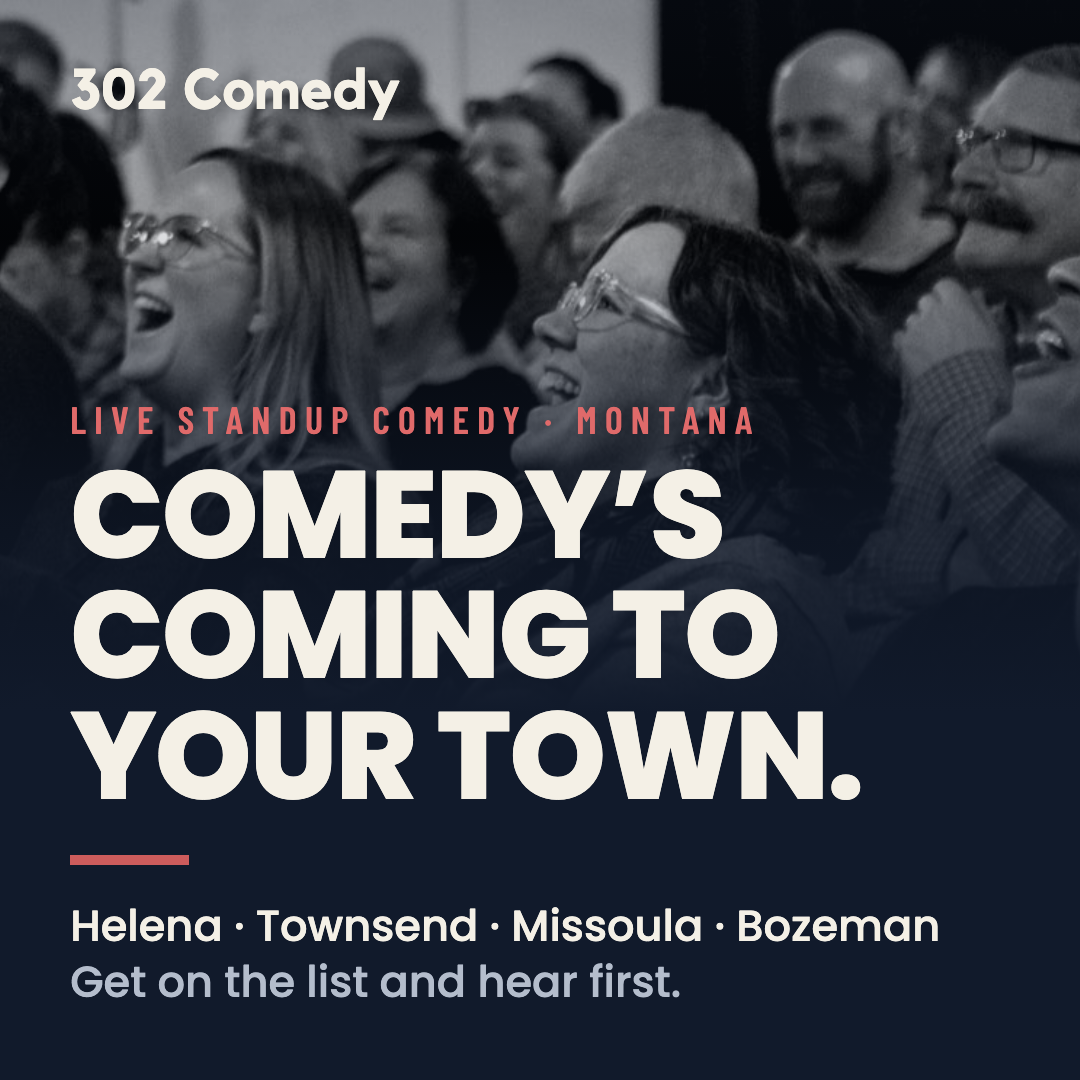 302 Comedy
LIVE STANDUP COMEDY · MONTANA
COMEDY’S
COMING TO
YOUR TOWN.
Helena · Townsend · Missoula · Bozeman
Get on the list and hear first.